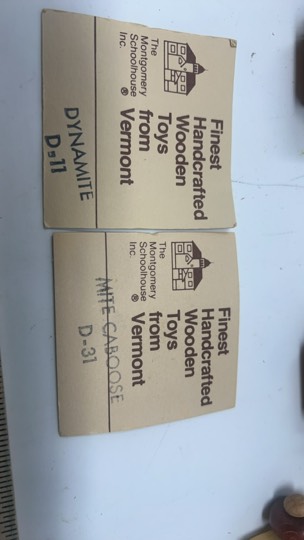 Finest
Handcrafted
Wooden
Toys
from
Vermont
The
Montgomery
Schoolhouse
Inc. ®
DYNAMITE
D-11
Finest
Handcrafted
Wooden
Toys
from
Vermont
The
Montgomery
Schoolhouse
Inc. ®
MITE CABOOSE
D-31